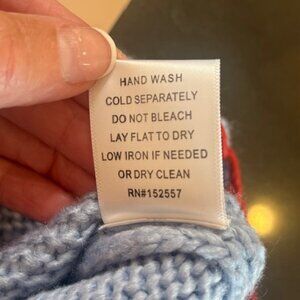 HAND WASH
COLD SEPARATELY
DO NOT BLEACH
LAY FLAT TO DRY
LOW IRON IF NEEDED
OR DRY CLEAN
RN#152557